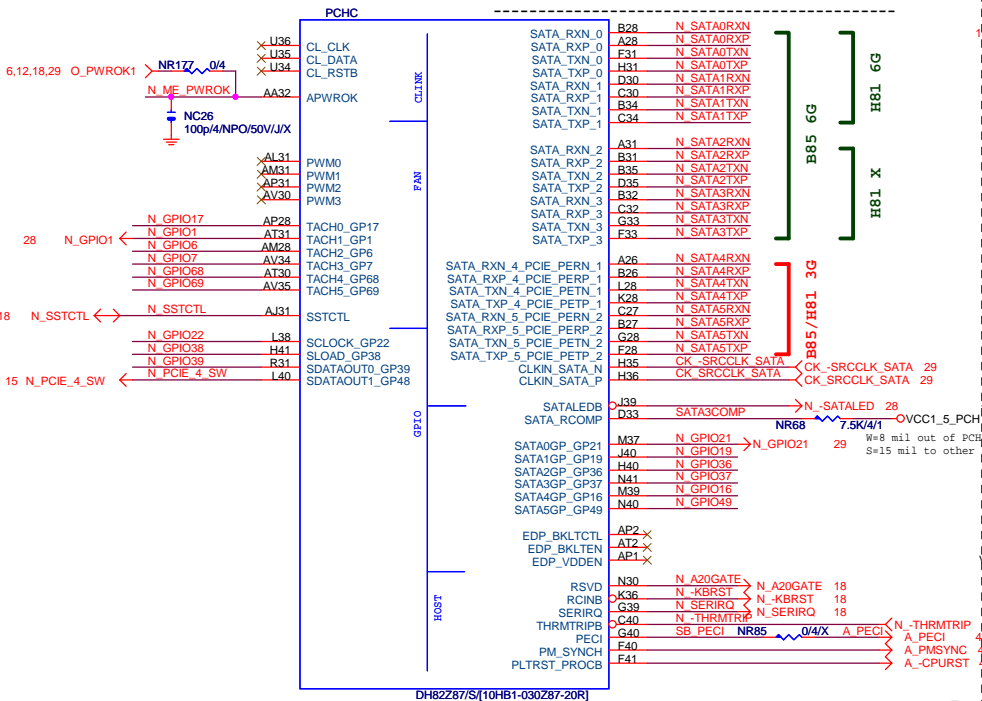 PCHC
CL_CLK
CL_DATA
CL_RSTB
APWROK
U36
U35
U34
AA32
6,12,18,29 O_PWROK1
NR177 0/4
N_ME_PWROK
NC26
100p/4/NPO/50V/J/X
CLINK
PWM0
PWM1
PWM2
PWM3
AL31
AM31
AP31
AV30
FAN
N_GPIO17 AP28 TACH0_GP17
28 N_GPIO1 N_GPIO1 AT31 TACH1_GP1
N_GPIO6 AM28 TACH2_GP6
N_GPIO7 AV34 TACH3_GP7
N_GPIO68 AT30 TACH4_GP68
N_GPIO69 AV35 TACH5_GP69
18 N_SSTCTL N_SSTCTL AJ31 SSTCTL
N_GPIO22 L38 SCLOCK_GP22
N_GPIO38 H41 SLOAD_GP38
N_GPIO39 R31 SDATAOUT0_GP39
15 N_PCIE_4_SW N_PCIE_4_SW L40 SDATAOUT1_GP48
GPIO
HOST
SATA_RXN_0 B28 N_SATA0RXN
SATA_RXP_0 A28 N_SATA0RXP
SATA_TXN_0 F31 N_SATA0TXN
SATA_TXP_0 H31 N_SATA0TXP
SATA_RXN_1 D30 N_SATA1RXN
SATA_RXP_1 C30 N_SATA1RXP
SATA_TXN_1 B34 N_SATA1TXN
SATA_TXP_1 C34 N_SATA1TXP
SATA_RXN_2 A31 N_SATA2RXN
SATA_RXP_2 B31 N_SATA2RXP
SATA_TXN_2 B35 N_SATA2TXN
SATA_TXP_2 D35 N_SATA2TXP
SATA_RXN_3 B32 N_SATA3RXN
SATA_RXP_3 C32 N_SATA3RXP
SATA_TXN_3 G33 N_SATA3TXN
SATA_TXP_3 F33 N_SATA3TXP
B85 6G
H81 6G
H81 X
SATA_RXN_4_PCIE_PERN_1 A26 N_SATA4RXN
SATA_RXP_4_PCIE_PERP_1 B26 N_SATA4RXP
SATA_TXN_4_PCIE_PETN_1 L28 N_SATA4TXN
SATA_TXP_4_PCIE_PETP_1 K28 N_SATA4TXP
SATA_RXN_5_PCIE_PERN_2 C27 N_SATA5RXN
SATA_RXP_5_PCIE_PERP_2 B27 N_SATA5RXP
SATA_TXN_5_PCIE_PETN_2 G28 N_SATA5TXN
SATA_TXP_5_PCIE_PETP_2 F28 N_SATA5TXP
B85/H81 3G
CLKIN_SATA_N H35 CK_-SRCCLK_SATA CK_-SRCCLK_SATA 29
CLKIN_SATA_P H36 CK_SRCCLK_SATA CK_SRCCLK_SATA 29
SATALEDB J39 N_-SATALED 28
SATA_RCOMP D33 SATA3COMP NR68 7.5K/4/1 VCC1_5_PCH
W=8 mil out of PCH
S=15 mil to other
SATA0GP_GP21 M37 N_GPIO21 N_GPIO21 29
SATA1GP_GP19 J40 N_GPIO19
SATA2GP_GP36 H40 N_GPIO36
SATA3GP_GP37 N41 N_GPIO37
SATA4GP_GP16 M39 N_GPIO16
SATA5GP_GP49 N40 N_GPIO49
EDP_BKLTCTL AP2
EDP_BKLTEN AT2
EDP_VDDEN AP1
RSVD N30 N_A20GATE N_A20GATE 18
RCINB K36 N_-KBRST N_-KBRST 18
SERIRQ G39 N_SERIRQ N_SERIRQ 18
THRMTRIPB C40 N_-THRMTRIP N_-THRMTRIP
PECI G40 SB_PECI NR85 0/4/X A_PECI A_PECI
PM_SYNCH F40 A_PMSYNC
PLTRST_PROCB F41 A_-CPURST
DH82Z87/S/[10HB1-030Z87-20R]